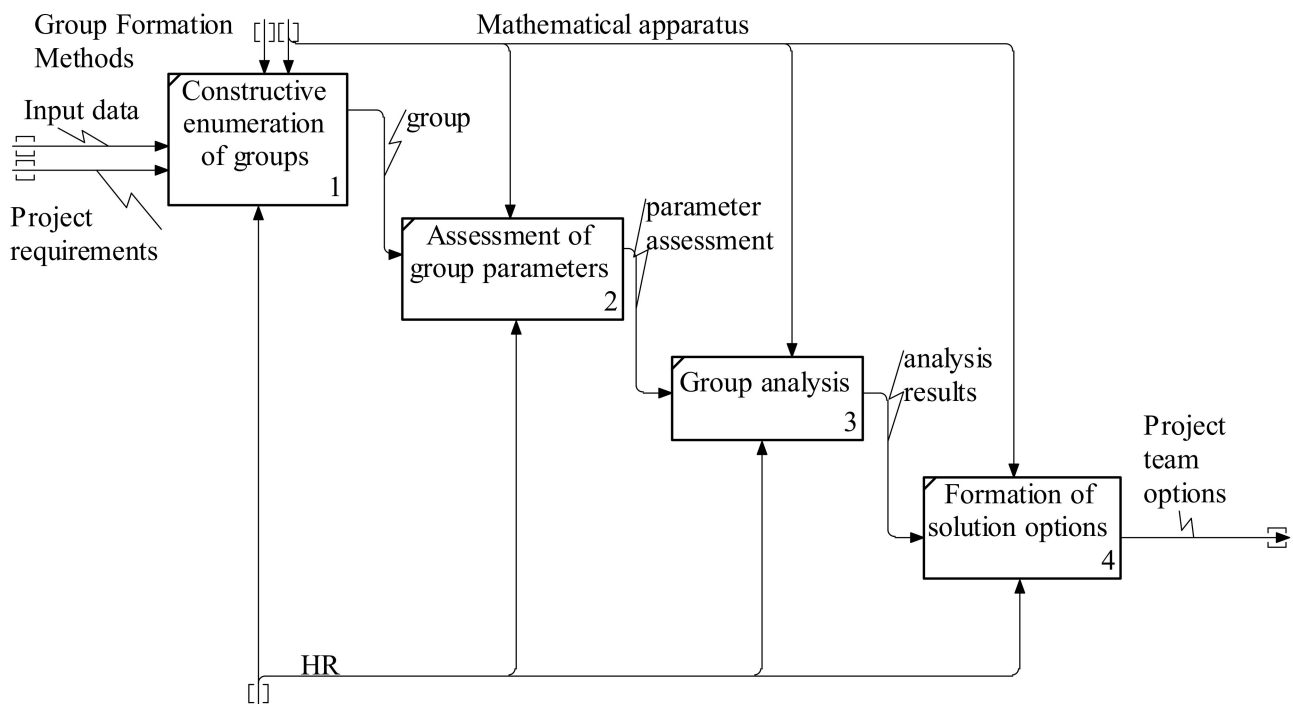 Group Formation
Methods
Mathematical apparatus
Input data
Constructive
enumeration
of groups
1
group
Project
requirements
parameter
assessment
Assessment of
group parameters
2
analysis
results
Group analysis
3
Project
team
options
Formation of
solution options
4
HR